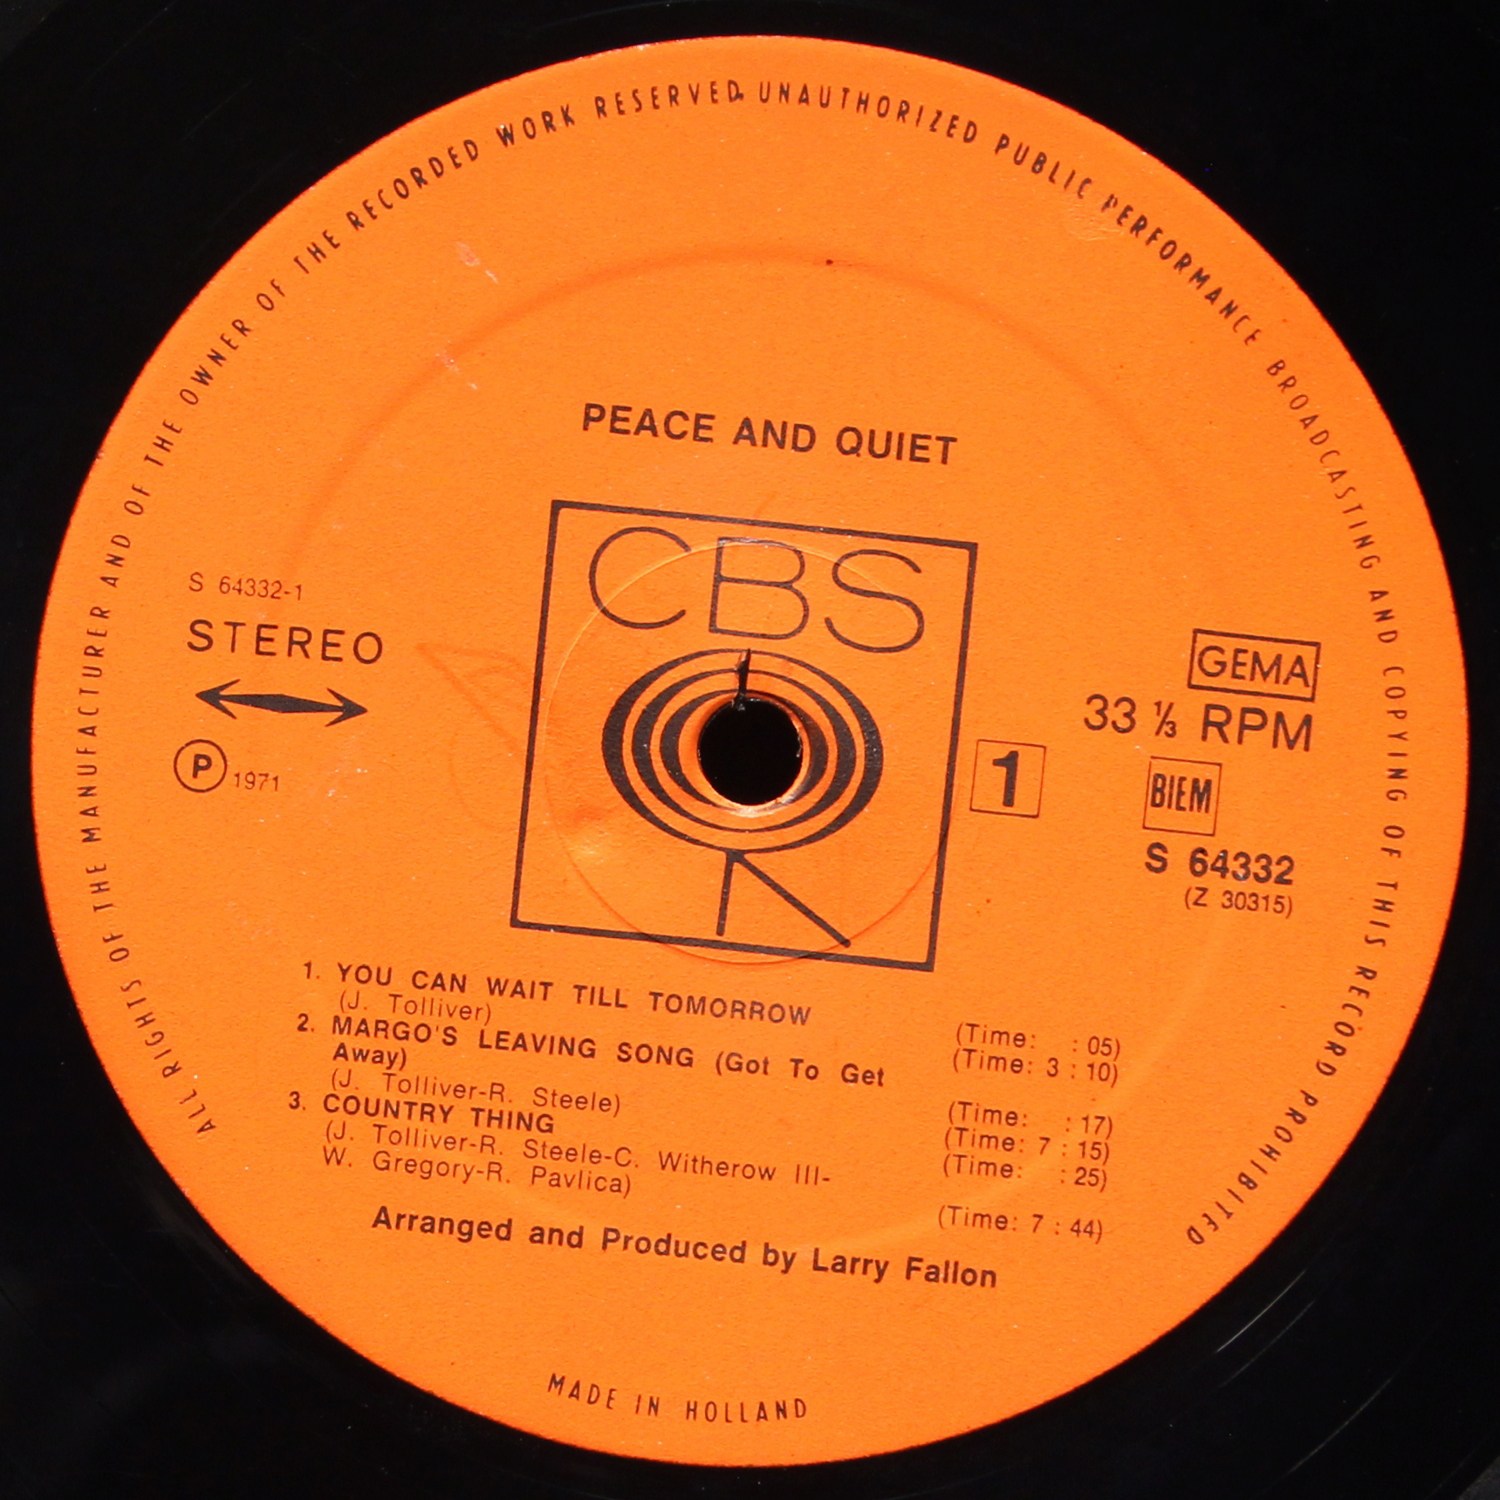 ALL RIGHTS OF THE MANUFACTURER AND OF THE OWNER OF THE RECORDED WORK RESERVED. UNAUTHORIZED PUBLIC PERFORMANCE BROADCASTING AND COPYING OF THIS RECORD PROHIBITED
PEACE AND QUIET
CBS
S 64332-1
STEREO
P 1971
GEMA
33 ⅓ RPM
1
BIEM
S 64332
(Z 30315)
1. YOU CAN WAIT TILL TOMORROW
(J. Tolliver) (Time: : 05)
2. MARGO'S LEAVING SONG (Got To Get (Time: 3 : 10)
Away)
(J. Tolliver-R. Steele) (Time: : 17)
3. COUNTRY THING (Time: 7 : 15)
(J. Tolliver-R. Steele-C. Witherow III- (Time: : 25)
W. Gregory-R. Pavlica) (Time: 7 : 44)
Arranged and Produced by Larry Fallon
MADE IN HOLLAND